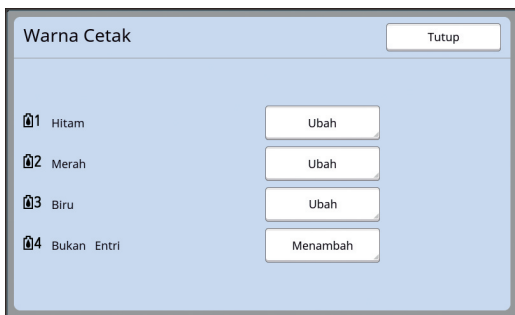 Warna Cetak Tutup
1 Hitam Ubah
2 Merah Ubah
3 Biru Ubah
4 Bukan Entri Menambah